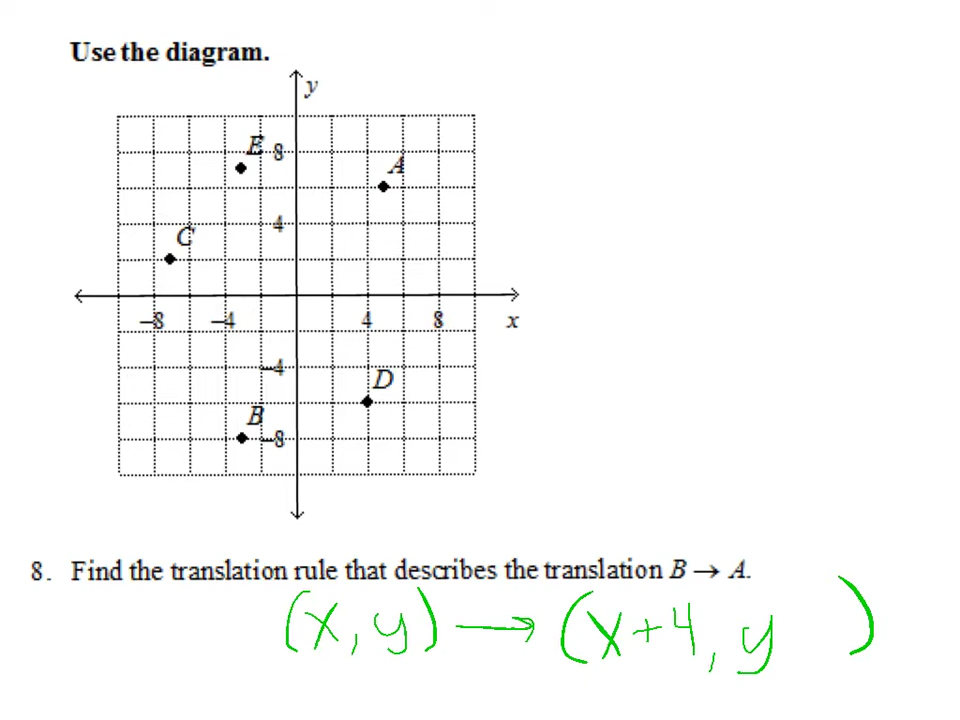 Use the diagram.
y
E 8 A
4
C
−8 −4 4 8 x
−4
D
B −8
8. Find the translation rule that describes the translation B → A.
(x, y) → (x+4, y )